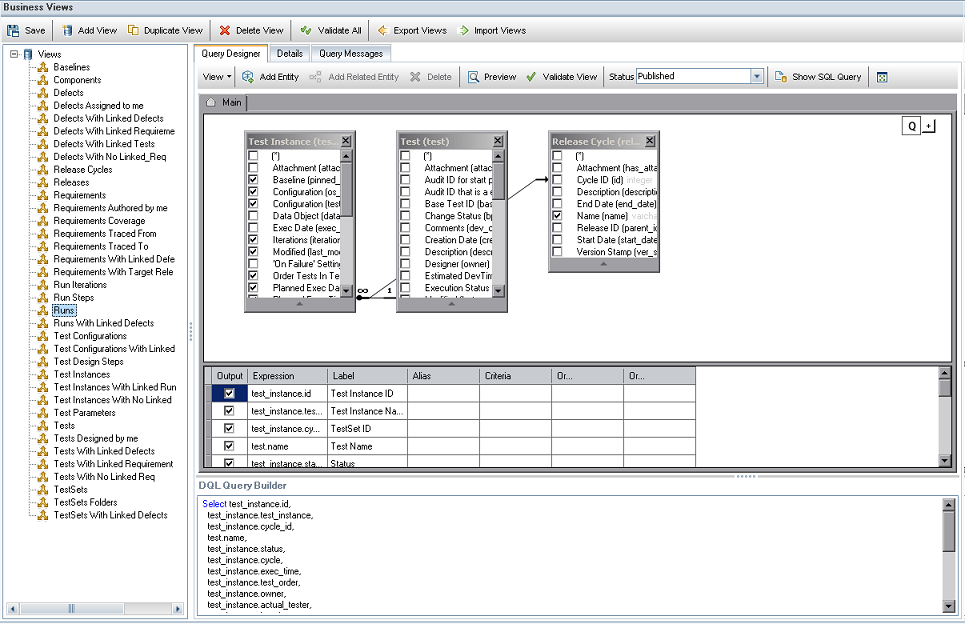 Business Views
Save Add View Duplicate View Delete View Validate All Export Views Import Views
Views
Baselines
Components
Defects
Defects Assigned to me
Defects With Linked Defects
Defects With Linked Requireme
Defects With Linked Tests
Defects With No Linked_Req
Release Cycles
Releases
Requirements
Requirements Authored by me
Requirements Coverage
Requirements Traced From
Requirements Traced To
Requirements With Linked Defe
Requirements With Target Rele
Run Iterations
Run Steps
Runs
Runs With Linked Defects
Test Configurations
Test Configurations With Linked
Test Design Steps
Test Instances
Test Instances With Linked Run
Test Instances With No Linked
Test Parameters
Tests
Tests Designed by me
Tests With Linked Defects
Tests With Linked Requirement
Tests With No Linked Req
TestSets
TestSets Folders
TestSets With Linked Defects
Query Designer Details Query Messages
View Add Entity Add Related Entity Delete Preview Validate View Status Published Show SQL Query
Main
Q +
Test Instance (tes...
(*)
Attachment (attac
Baseline (pinned_
Configuration (os_
Configuration (test
Data Object (data
Exec Date (exec_
Iterations (iteration
Modified (last_mo
'On Failure' Settin
Order Tests In Te
Planned Exec Da
∞ 1
Test (test)
(*)
Attachment (attac
Audit ID for start p
Audit ID that is a e
Base Test ID (bas
Change Status (bp
Comments (dev_c
Creation Date (cre
Description (descr
Designer (owner)
Estimated DevTim
Execution Status
Release Cycle (rel...
(*)
Attachment (has_atta
Cycle ID (id) integer
Description (descriptio
End Date (end_date)
Name (name) varcha
Release ID (parent_ic
Start Date (start_date
Version Stamp (ver_s
Output Expression Label Alias Criteria Or... Or...
test_instance.id Test Instance ID
test_instance.tes... Test Instance Na...
test_instance.cy... TestSet ID
test.name Test Name
test_instance.sta... Status
DQL Query Builder
Select test_instance.id,
test_instance.test_instance,
test_instance.cycle_id,
test.name,
test_instance.status,
test_instance.cycle,
test_instance.exec_time,
test_instance.test_order,
test_instance.owner,
test_instance.actual_tester,